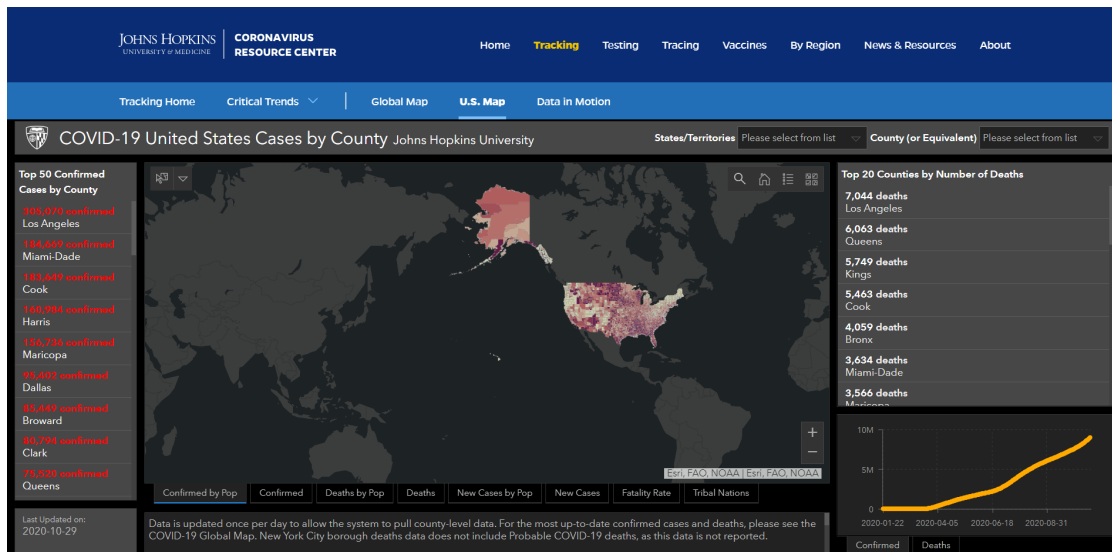 JOHNS HOPKINS
UNIVERSITY & MEDICINE
CORONAVIRUS
RESOURCE CENTER
Home
Tracking
Testing
Tracing
Vaccines
By Region
News & Resources
About
Tracking Home
Critical Trends
Global Map
U.S. Map
Data in Motion
COVID-19 United States Cases by County Johns Hopkins University
States/Territories
Please select from list
County (or Equivalent)
Please select from list
Top 50 Confirmed
Cases by County
305,070 confirmed
Los Angeles
184,669 confirmed
Miami-Dade
183,649 confirmed
Cook
160,984 confirmed
Harris
156,736 confirmed
Maricopa
95,402 confirmed
Dallas
85,449 confirmed
Broward
80,794 confirmed
Clark
75,520 confirmed
Queens
Last Updated on:
2020-10-29
Esri, FAO, NOAA | Esri, FAO, NOAA
Confirmed by Pop
Confirmed
Deaths by Pop
Deaths
New Cases by Pop
New Cases
Fatality Rate
Tribal Nations
Data is updated once per day to allow the system to pull county-level data. For the most up-to-date confirmed cases and deaths, please see the
COVID-19 Global Map. New York City borough deaths data does not include Probable COVID-19 deaths, as this data is not reported.
Top 20 Counties by Number of Deaths
7,044 deaths
Los Angeles
6,063 deaths
Queens
5,749 deaths
Kings
5,463 deaths
Cook
4,059 deaths
Bronx
3,634 deaths
Miami-Dade
3,566 deaths
Maricopa
10M
5M
0
2020-01-22
2020-04-05
2020-06-18
2020-08-31
Confirmed
Deaths